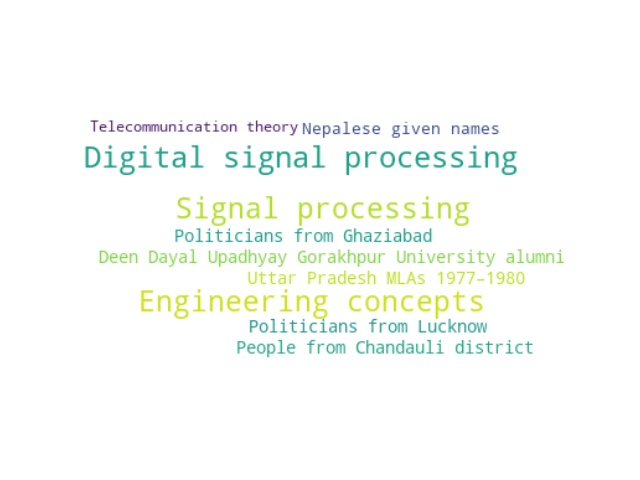 Telecommunication theory
Nepalese given names
Digital signal processing
Signal processing
Politicians from Ghaziabad
Deen Dayal Upadhyay Gorakhpur University alumni
Uttar Pradesh MLAs 1977–1980
Engineering concepts
Politicians from Lucknow
People from Chandauli district